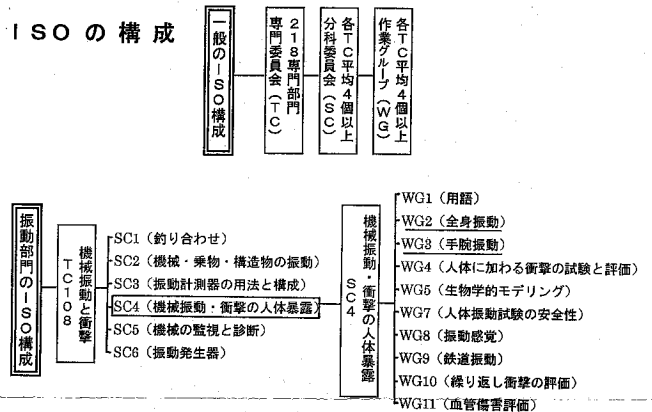 ISOの構成
一般のISO構成
218専門部門
専門委員会(TC)
各TC平均4個以上
分科委員会(SC)
各TC平均4個以上
作業グループ(WG)
振動部門のISO構成
機械振動と衝撃
TC108
SC1(釣り合わせ)
SC2(機械・乗物・構造物の振動)
SC3(振動計測器の用法と構成)
SC4(機械振動・衝撃の人体暴露)
SC5(機械の監視と診断)
SC6(振動発生器)
機械振動・衝撃の人体暴露
SC4
WG1(用語)
WG2(全身振動)
WG3(手腕振動)
WG4(人体に加わる衝撃の試験と評価)
WG5(生物学的モデリング)
WG7(人体振動試験の安全性)
WG8(振動感覚)
WG9(鉄道振動)
WG10(繰り返し衝撃の評価)
WG11(血管傷害評価)